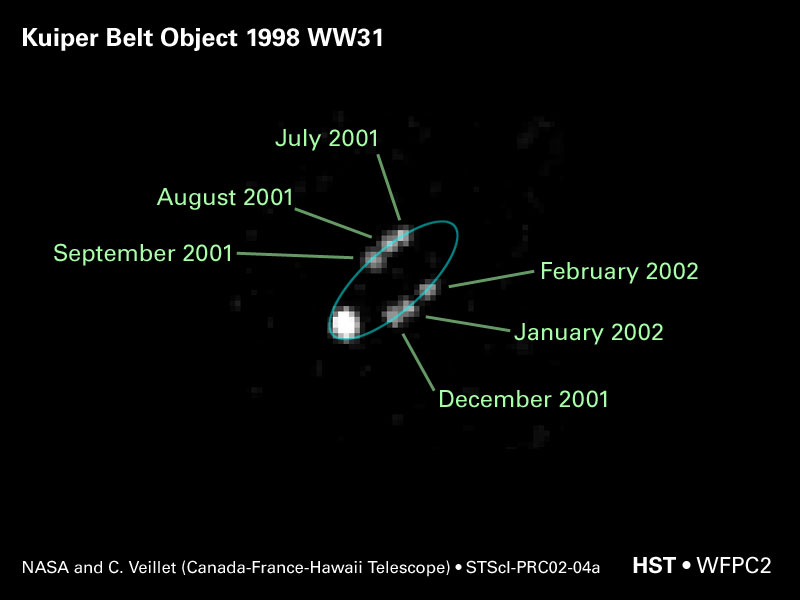 Kuiper Belt Object 1998 WW31
July 2001
August 2001
September 2001
February 2002
January 2002
December 2001
NASA and C. Veillet (Canada-France-Hawaii Telescope) • STScI-PRC02-04a
HST • WFPC2